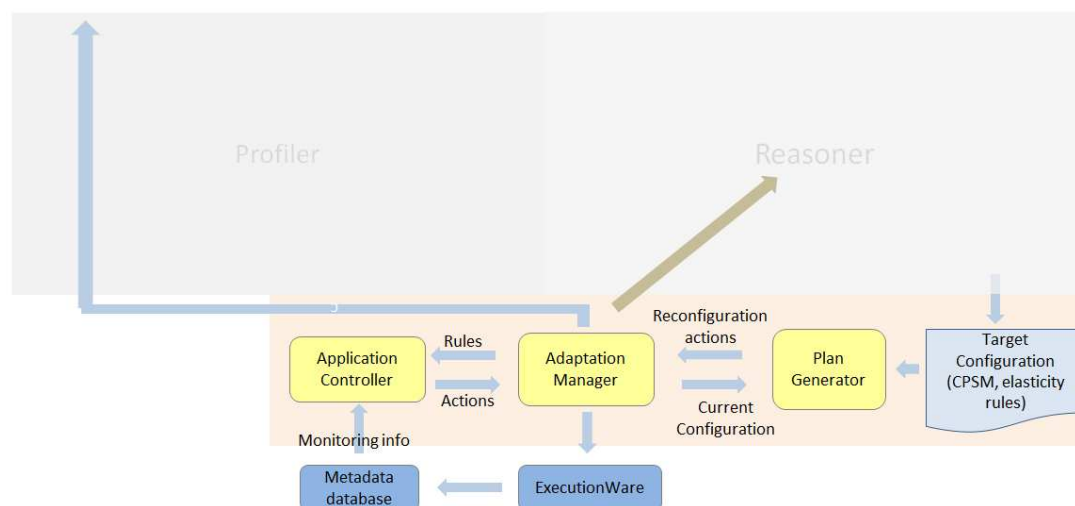 Profiler
Reasoner
Reconfiguration
actions
Rules
Actions
Application
Controller
Adaptation
Manager
Plan
Generator
Target
Configuration
(CPSM, elasticity
rules)
Current
Configuration
Monitoring info
Metadata
database
ExecutionWare